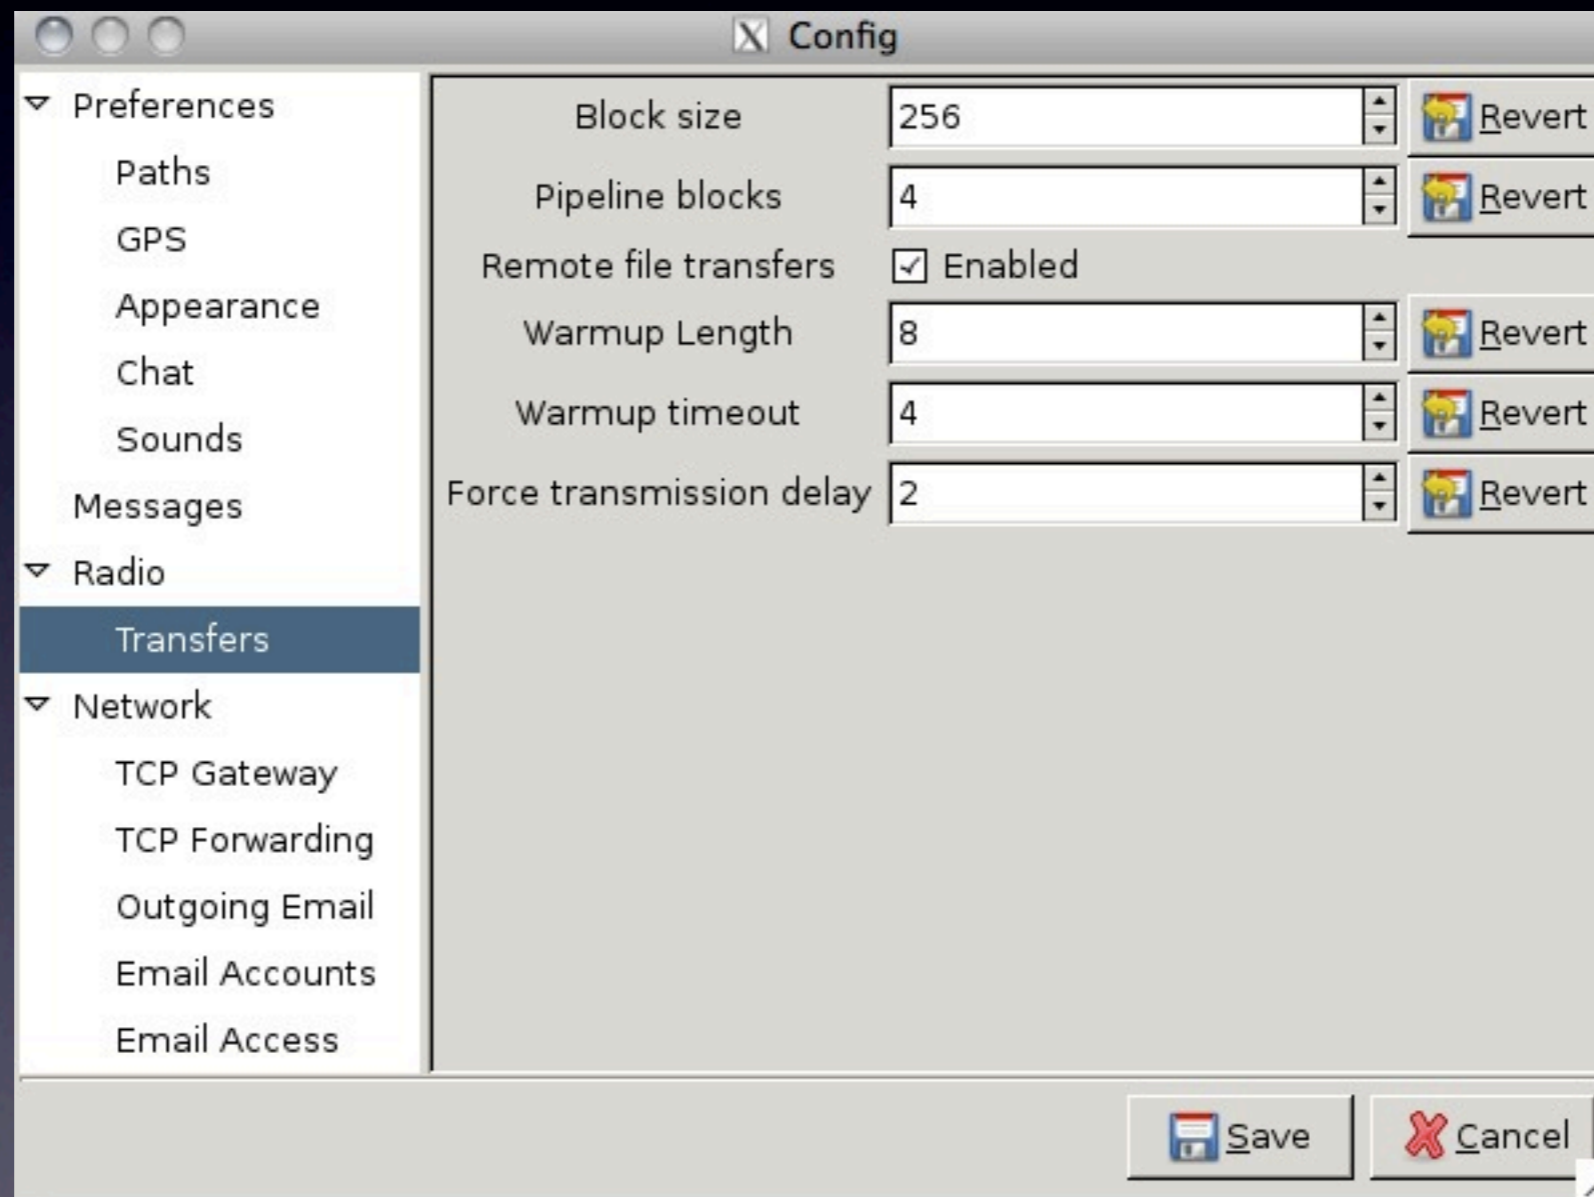 Config
Preferences
Paths
GPS
Appearance
Chat
Sounds
Messages
Radio
Transfers
Network
TCP Gateway
TCP Forwarding
Outgoing Email
Email Accounts
Email Access
Block size 256 Revert
Pipeline blocks 4 Revert
Remote file transfers Enabled
Warmup Length 8 Revert
Warmup timeout 4 Revert
Force transmission delay 2 Revert
Save Cancel